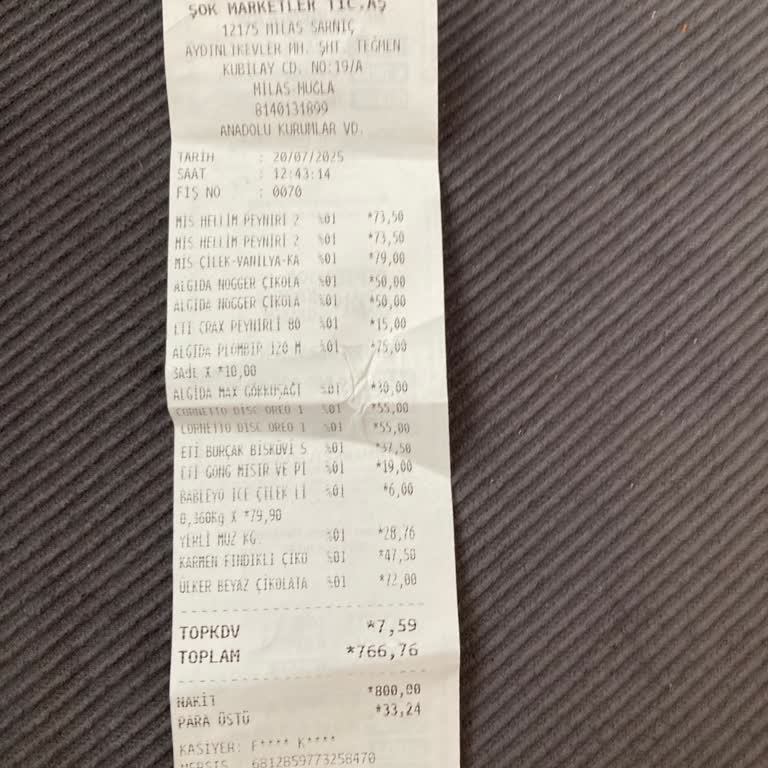 ŞOK MARKETLER TİC.AŞ
12175 MİLAS SARNIÇ
AYDINLIKEVLER MH. ŞHT. TEĞMEN
KUBİLAY CD. NO:19/A
MİLAS MUĞLA
8140131899
ANADOLU KURUMLAR VD.
TARİH : 20/07/2025
SAAT : 12:43:14
FİŞ NO : 0070
MİS HELLİM PEYNİRİ 2 %01 *73,50
MİS HELLİM PEYNİRİ 2 %01 *73,50
MİS ÇİLEK-VANİLYA-KA %01 *79,00
ALGIDA NOGGER ÇİKOLA %01 *50,00
ALGIDA NOGGER ÇİKOLA %01 *50,00
ETİ CRAX PEYNİRLİ 80 %01 *15,00
ALGIDA PLOMBİR 120 M %01 *75,00
3Adt X *10,00
ALGIDA MAX GÖKKUŞAĞI %01 *30,00
CORNETTO DISC OREO 1 %01 *55,00
CORNETTO DISC OREO 1 %01 *55,00
ETİ BURÇAK BİSKÜVİ S %01 *37,50
ETİ GONG MISIR VE Pİ %01 *19,00
BABLEYO ICE ÇİLEK Lİ %01 *6,00
0,360Kg X *79,90
YERLİ MUZ KG. %01 *28,76
KARMEN FINDIKLI ÇİKO %01 *47,50
ÜLKER BEYAZ ÇİKOLATA %01 *72,00
TOPKDV *7,59
TOPLAM *766,76
NAKİT *800,00
PARA ÜSTÜ *33,24
KASİYER: F**** K****
MERSİS : 6812859773258470